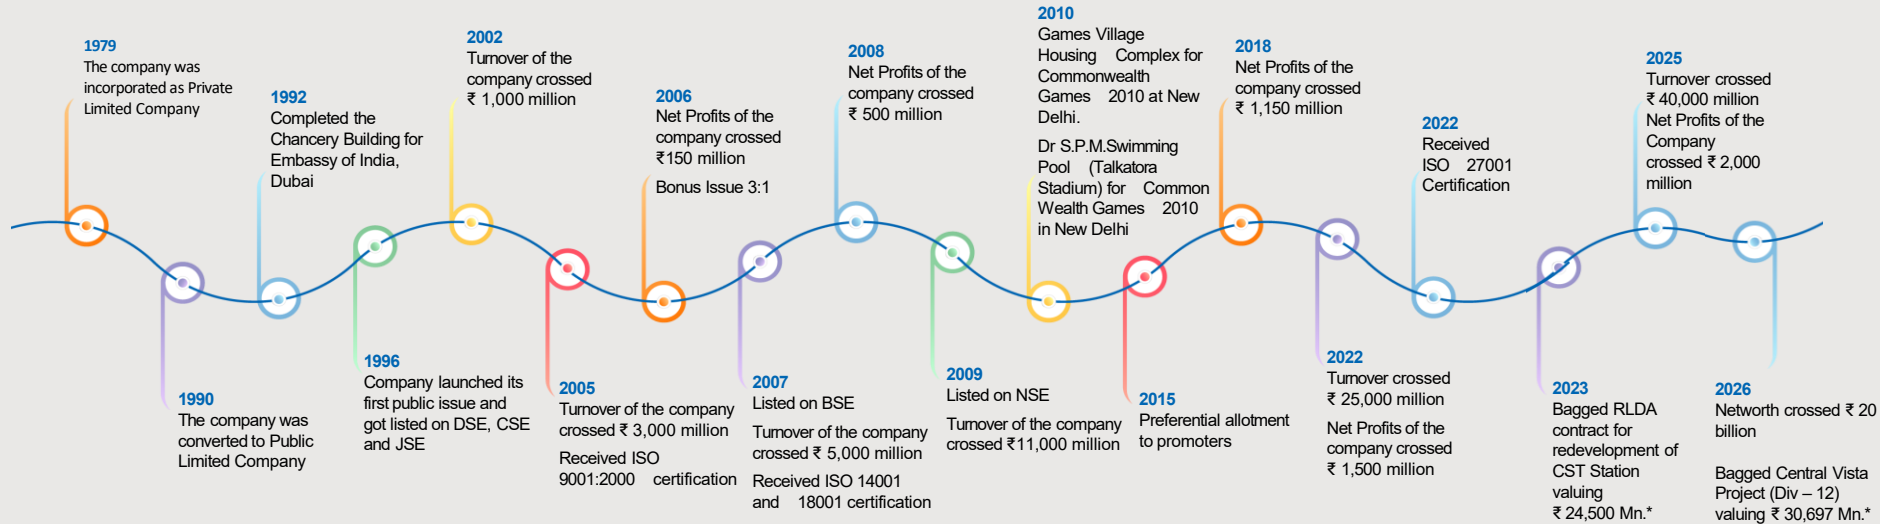 1979
The company was
incorporated as Private
Limited Company
1990
The company was
converted to Public
Limited Company
1992
Completed the
Chancery Building for
Embassy of India,
Dubai
1996
Company launched its
first public issue and
got listed on DSE, CSE
and JSE
2002
Turnover of the
company crossed
₹ 1,000 million
2005
Turnover of the company
crossed ₹ 3,000 million
Received ISO
9001:2000 certification
2006
Net Profits of the
company crossed
₹150 million
Bonus Issue 3:1
2007
Listed on BSE
Turnover of the company
crossed ₹ 5,000 million
Received ISO 14001
and 18001 certification
2008
Net Profits of the
company crossed
₹ 500 million
2009
Listed on NSE
Turnover of the company
crossed ₹11,000 million
2010
Games Village
Housing Complex for
Commonwealth
Games 2010 at New
Delhi.
Dr S.P.M.Swimming
Pool (Talkatora
Stadium) for Common
Wealth Games 2010
in New Delhi
2015
Preferential allotment
to promoters
2018
Net Profits of the
company crossed
₹ 1,150 million
2022
Turnover crossed
₹ 25,000 million
Net Profits of the
company crossed
₹ 1,500 million
2022
Received
ISO 27001
Certification
2023
Bagged RLDA
contract for
redevelopment of
CST Station
valuing
₹ 24,500 Mn.*
2025
Turnover crossed
₹ 40,000 million
Net Profits of the
Company
crossed ₹ 2,000
million
2026
Networth crossed ₹ 20
billion
Bagged Central Vista
Project (Div – 12)
valuing ₹ 30,697 Mn.*